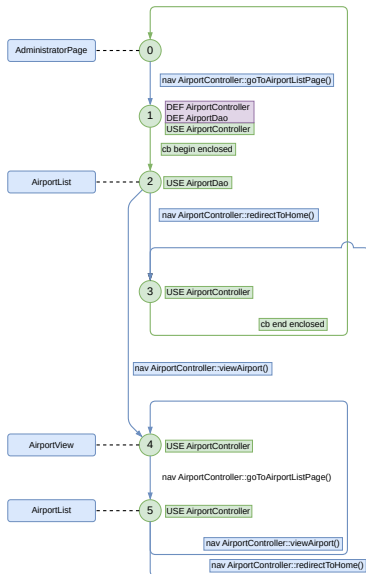 AdministratorPage
0
nav AirportController::goToAirportListPage()
1
DEF AirportController
DEF AirportDao
USE AirportController
cb begin enclosed
AirportList
2
USE AirportDao
nav AirportController::redirectToHome()
3
USE AirportController
cb end enclosed
nav AirportController::viewAirport()
AirportView
4
USE AirportController
nav AirportController::goToAirportListPage()
AirportList
5
USE AirportController
nav AirportController::viewAirport()
nav AirportController::redirectToHome()